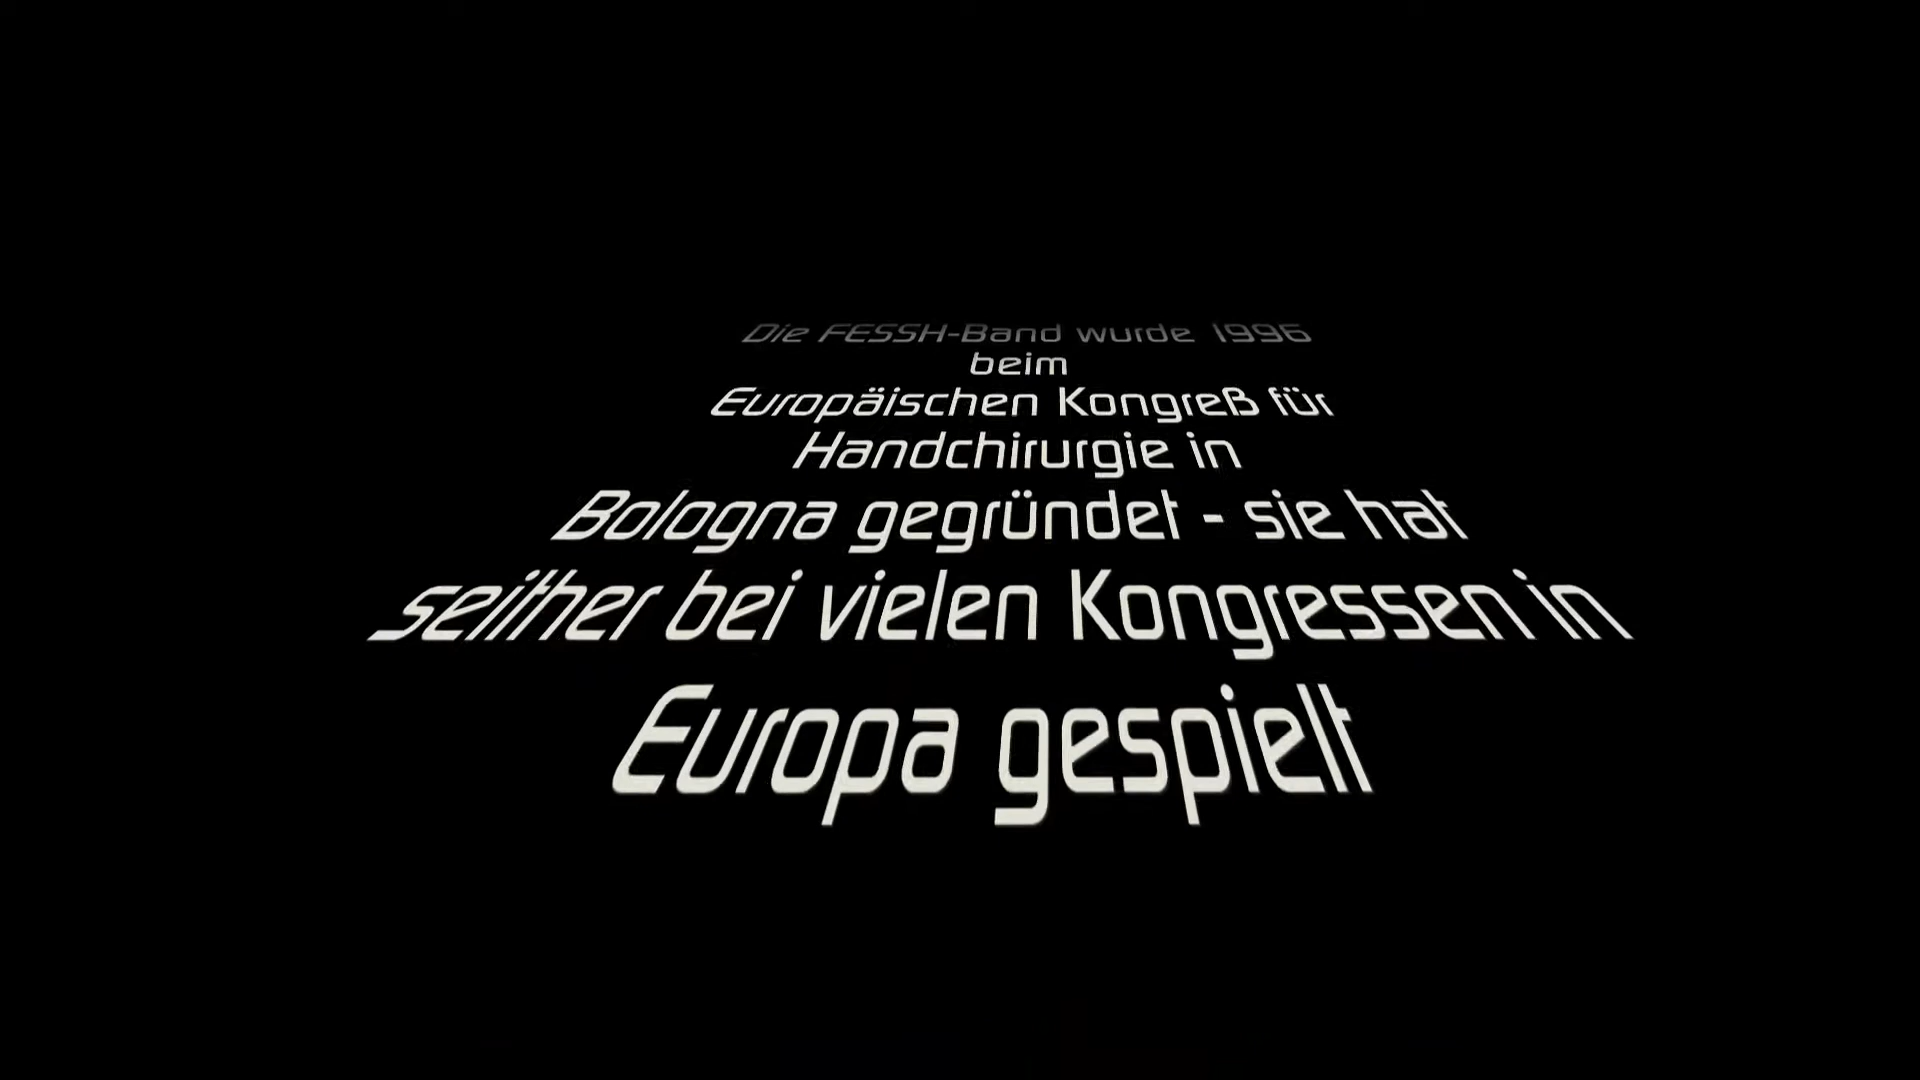 Die FESSH-Band wurde 1996
beim
Europäischen Kongreß für
Handchirurgie in
Bologna gegründet - sie hat
seither bei vielen Kongressen in
Europa gespielt